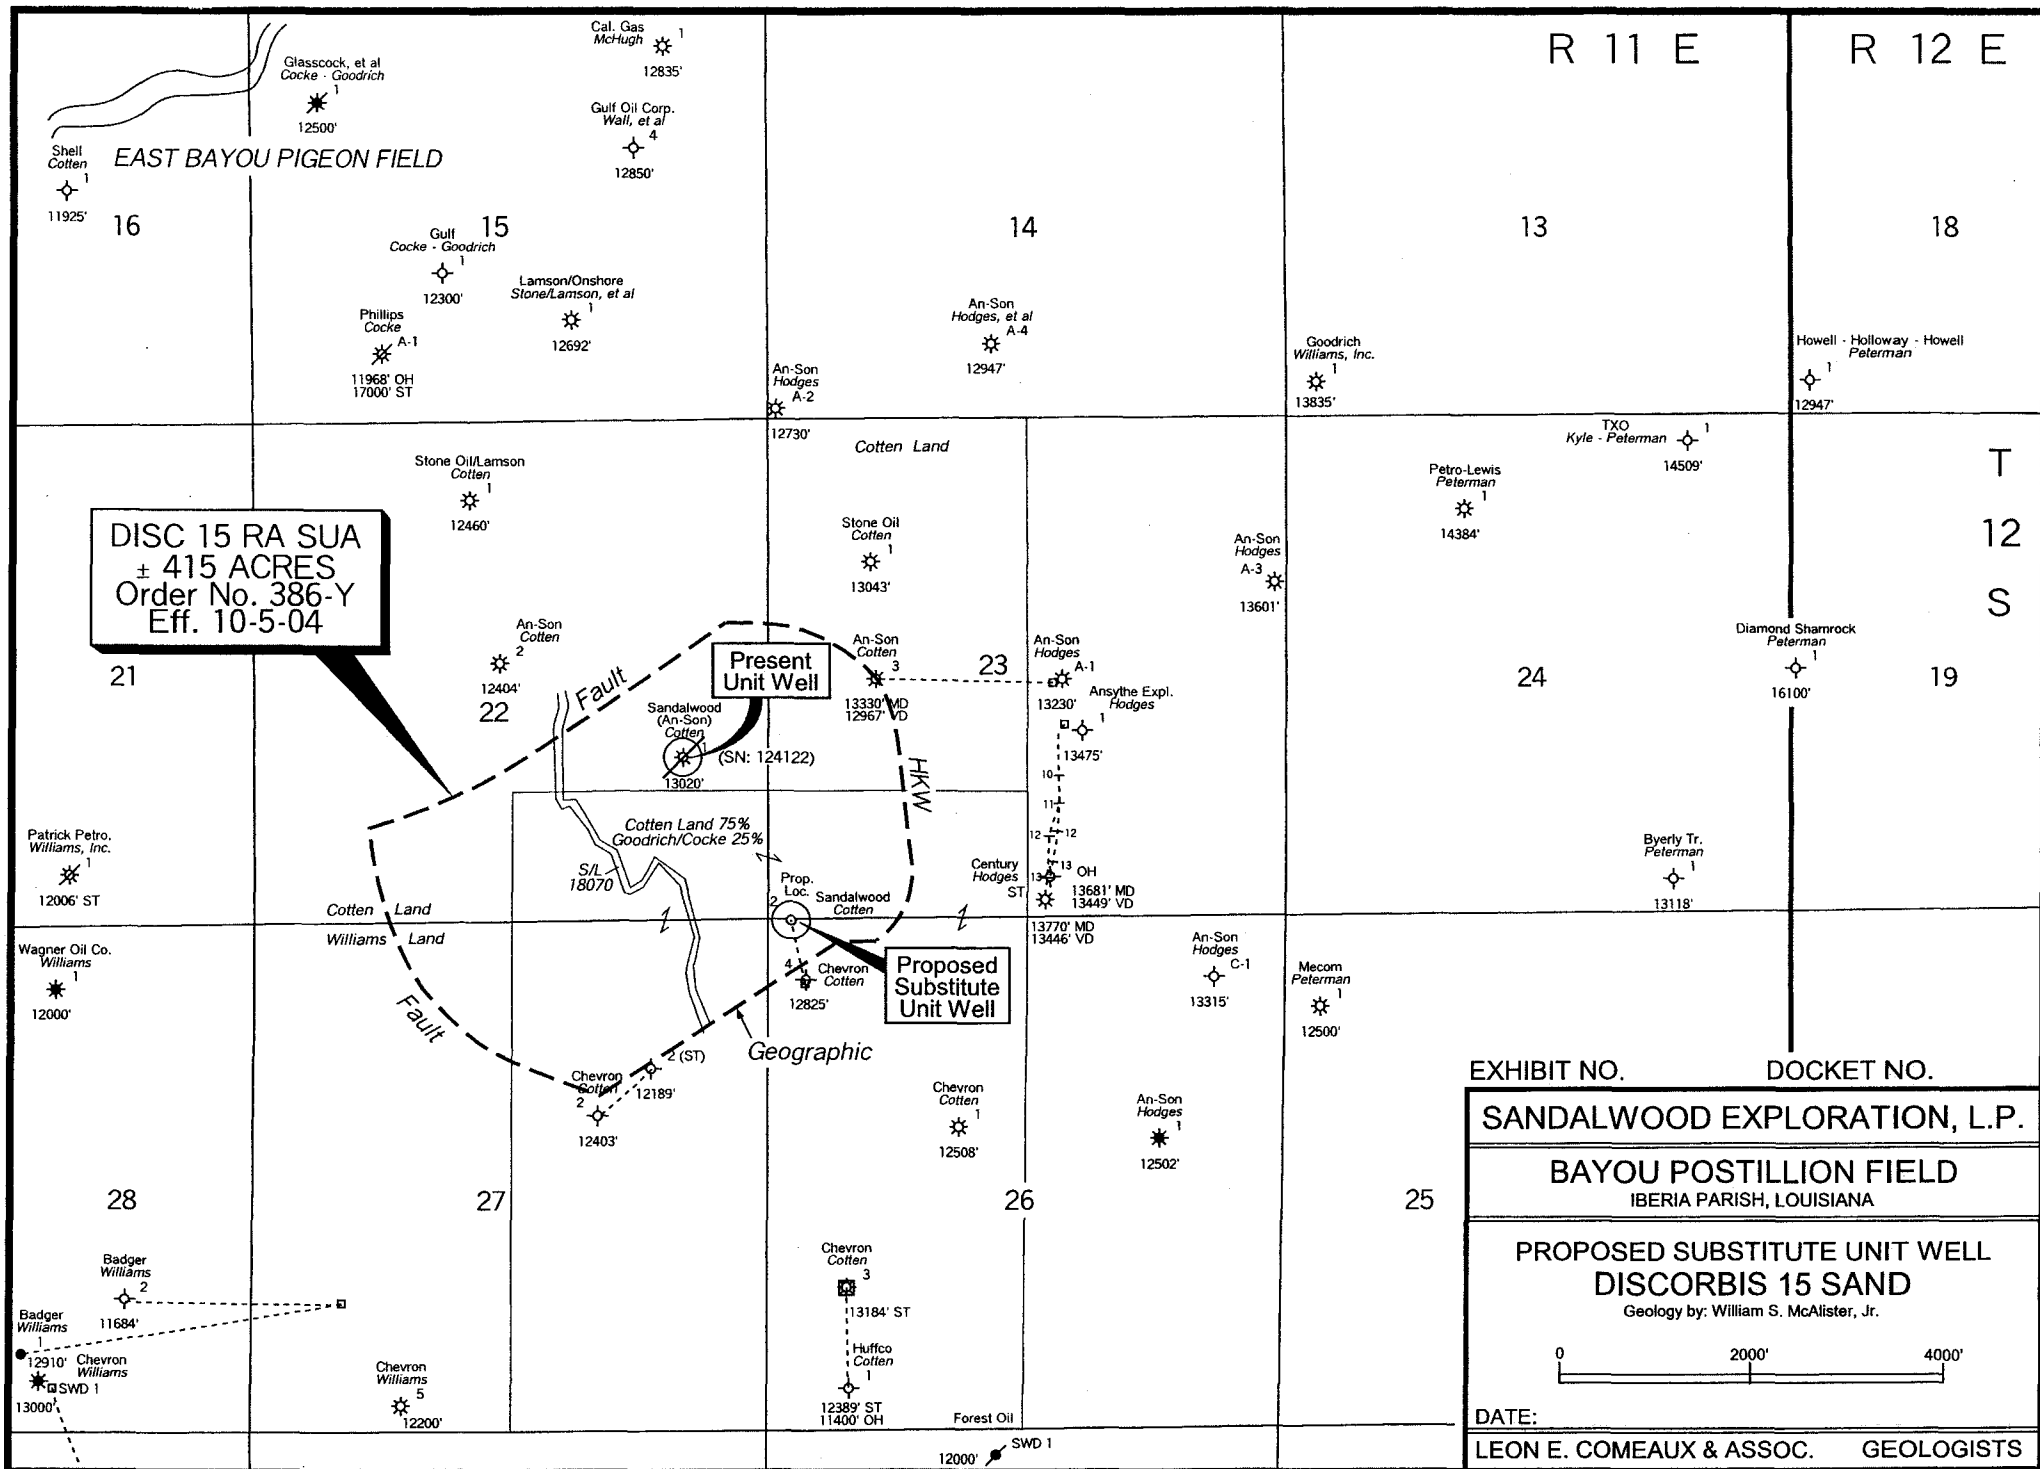 R 11 E
R 12 E
T
12
S
Glasscock, et al
Cocke - Goodrich
1
12500'
Cal. Gas
McHugh
1
12835'
Gulf Oil Corp.
Wall, et al
4
12850'
Shell
Cotten
1
11925'
EAST BAYOU PIGEON FIELD
16
15
14
13
18
Gulf
Cocke - Goodrich
1
12300'
Lamson/Onshore
Stone/Lamson, et al
1
12692'
Phillips
Cocke
A-1
11968' OH
17000' ST
An-Son
Hodges, et al
A-4
12947'
An-Son
Hodges
A-2
12730'
Goodrich
Williams, Inc.
1
13835'
Howell - Holloway - Howell
Peterman
1
12947'
Cotten Land
TXO
Kyle - Peterman
1
14509'
Stone Oil/Lamson
Cotten
1
12460'
Petro-Lewis
Peterman
1
14384'
DISC 15 RA SUA
± 415 ACRES
Order No. 386-Y
Eff. 10-5-04
Stone Oil
Cotten
1
13043'
An-Son
Hodges
A-3
13601'
An-Son
Cotten
2
12404'
21
22
23
24
19
Fault
Present
Unit Well
An-Son
Cotten
3
13330' MD
12967' VD
An-Son
Hodges
A-1
13230'
Ansythe Expl.
Hodges
1
13475'
Diamond Shamrock
Peterman
1
16100'
Sandalwood
(An-Son)
Cotten
1
(SN: 124122)
13020'
HKW
10
11
12
12
13
13
Patrick Petro.
Williams, Inc.
1
12006' ST
Cotten Land 75%
Goodrich/Cocke 25%
S/L
18070
Prop.
Loc.
2
Sandalwood
Cotten
Century
Hodges
ST
OH
13681' MD
13449' VD
13770' MD
13446' VD
Byerly Tr.
Peterman
1
13118'
Cotten Land
Williams Land
Wagner Oil Co.
Williams
1
12000'
Fault
4
Chevron
Cotten
12825'
Proposed
Substitute
Unit Well
An-Son
Hodges
C-1
13315'
Mecom
Peterman
1
12500'
Geographic
2 (ST)
12189'
Chevron
Cotten
2
12403'
Chevron
Cotten
1
12508'
An-Son
Hodges
1
12502'
28
27
26
25
Badger
Williams
2
11684'
Badger
Williams
1
12910'
Chevron
Williams
SWD 1
13000'
Chevron
Williams
5
12200'
Chevron
Cotten
3
13184' ST
Huffco
Cotten
1
12389' ST
11400' OH
Forest Oil
SWD 1
12000'
EXHIBIT NO. DOCKET NO.
SANDALWOOD EXPLORATION, L.P.
BAYOU POSTILLION FIELD
IBERIA PARISH, LOUISIANA
PROPOSED SUBSTITUTE UNIT WELL
DISCORBIS 15 SAND
Geology by: William S. McAlister, Jr.
0 2000' 4000'
DATE:
LEON E. COMEAUX & ASSOC. GEOLOGISTS